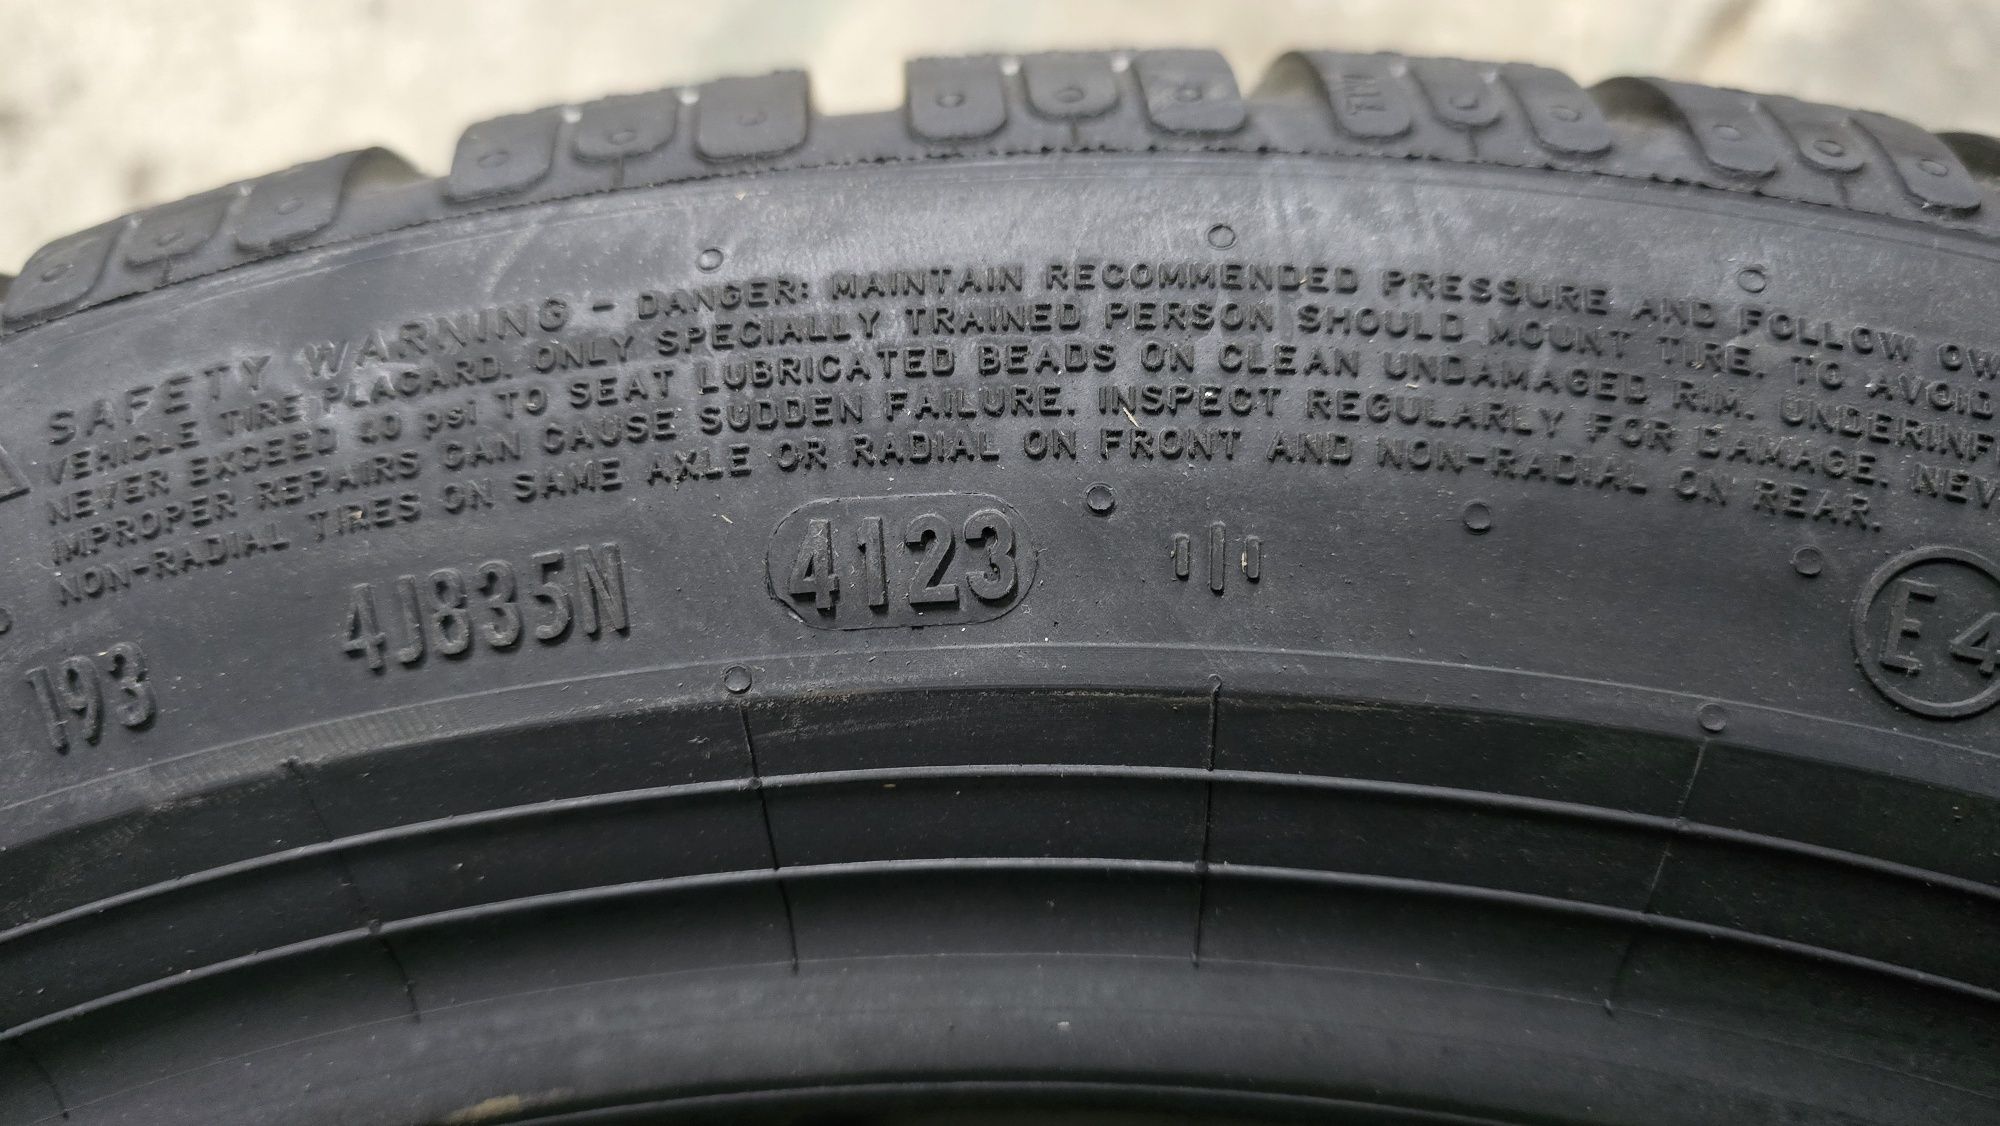 SAFETY WARNING - DANGER: MAINTAIN RECOMMENDED PRESSURE AND FOLLOW OW
VEHICLE TIRE PLACARD. ONLY SPECIALLY TRAINED PERSON SHOULD MOUNT TIRE. TO AVOID
NEVER EXCEED 40 psi TO SEAT LUBRICATED BEADS ON CLEAN UNDAMAGED RIM. UNDERINF
IMPROPER REPAIRS CAN CAUSE SUDDEN FAILURE. INSPECT REGULARLY FOR DAMAGE. NEV
NON-RADIAL TIRES ON SAME AXLE OR RADIAL ON FRONT AND NON-RADIAL ON REAR.
193 4J835N 4123 E4